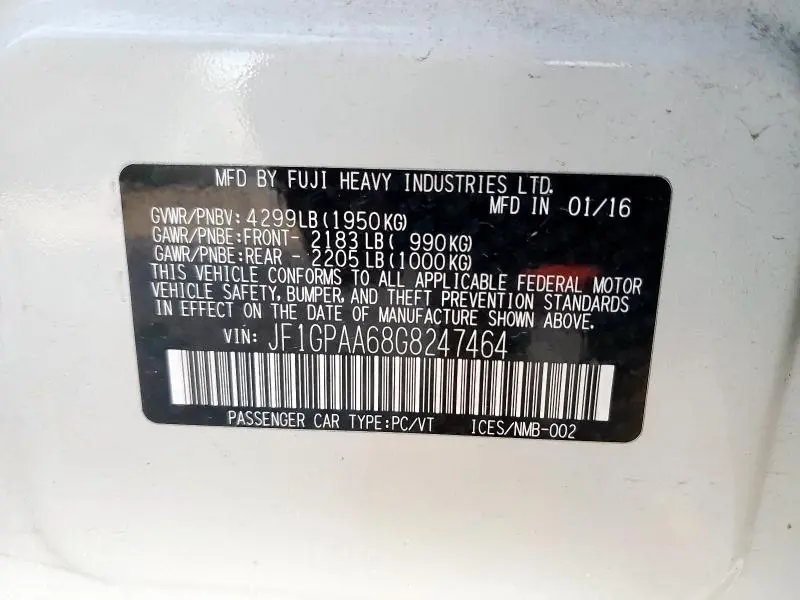 MFD BY FUJI HEAVY INDUSTRIES LTD.
MFD IN 01/16
GVWR/PNBV: 4299LB(1950KG)
GAWR/PNBE:FRONT- 2183LB( 990KG)
GAWR/PNBE:REAR - 2205LB(1000KG)
THIS VEHICLE CONFORMS TO ALL APPLICABLE FEDERAL MOTOR
VEHICLE SAFETY, BUMPER, AND THEFT PREVENTION STANDARDS
IN EFFECT ON THE DATE OF MANUFACTURE SHOWN ABOVE.
VIN: JF1GPAA68G8247464
PASSENGER CAR TYPE:PC/VT ICES/NMB-002